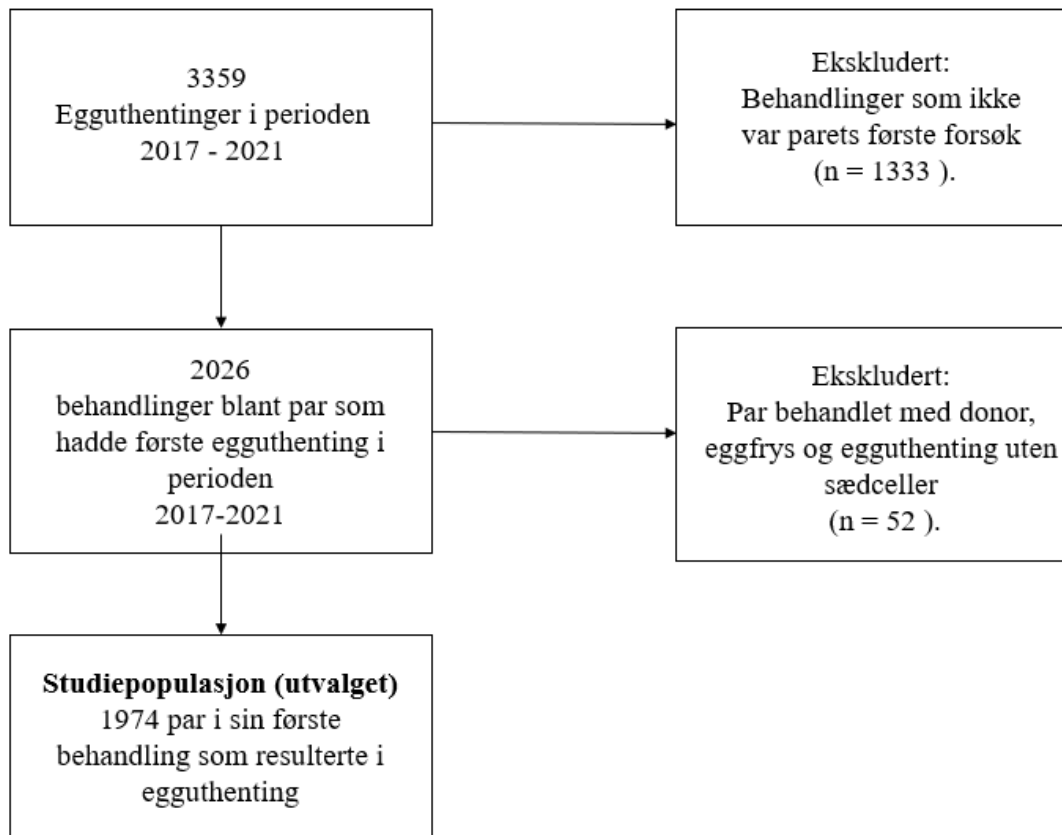 3359
Egguthentinger i perioden
2017 - 2021
Ekskludert:
Behandlinger som ikke
var parets første forsøk
(n = 1333 ).
2026
behandlinger blant par som
hadde første egguthenting i
perioden
2017-2021
Ekskludert:
Par behandlet med donor,
eggfrys og egguthenting uten
sædceller
(n = 52 ).
Studiepopulasjon (utvalget)
1974 par i sin første
behandling som resulterte i
egguthenting